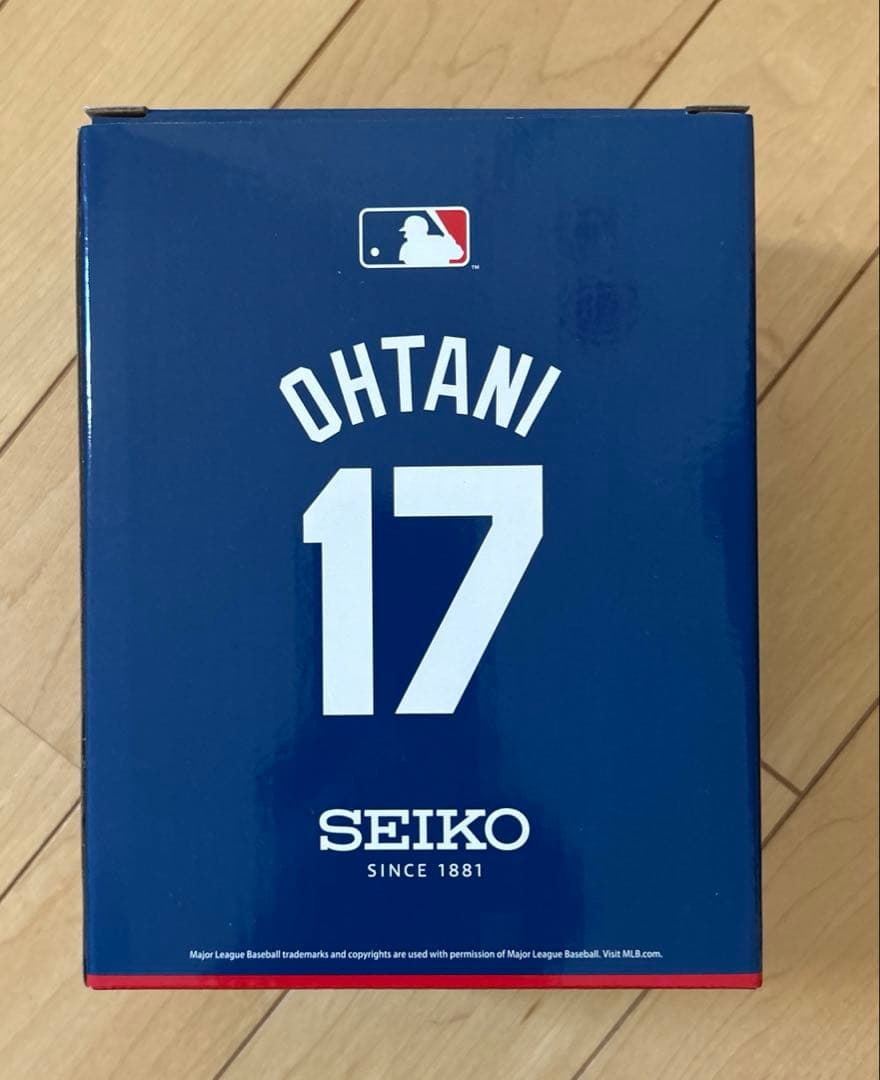 TM
OHTANI
17
SEIKO
SINCE 1881
Major League Baseball trademarks and copyrights are used with permission of Major League Baseball. Visit MLB.com.